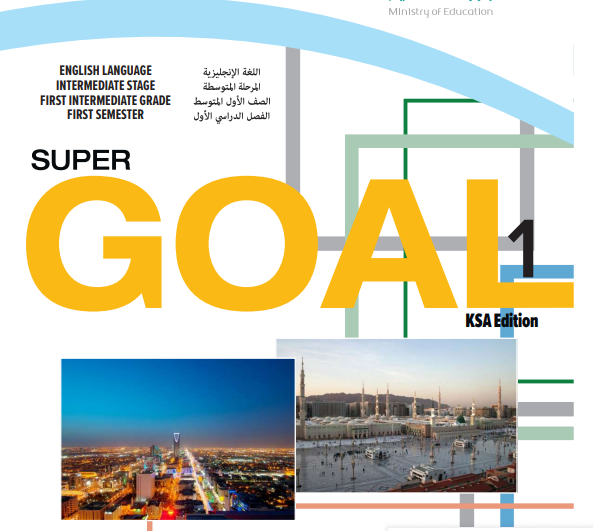 Ministry of Education
ENGLISH LANGUAGE
INTERMEDIATE STAGE
FIRST INTERMEDIATE GRADE
FIRST SEMESTER
اللغة الإنجليزية
المرحلة المتوسطة
الصف الأول المتوسط
الفصل الدراسي الأول
SUPER
GOAL 1
KSA Edition